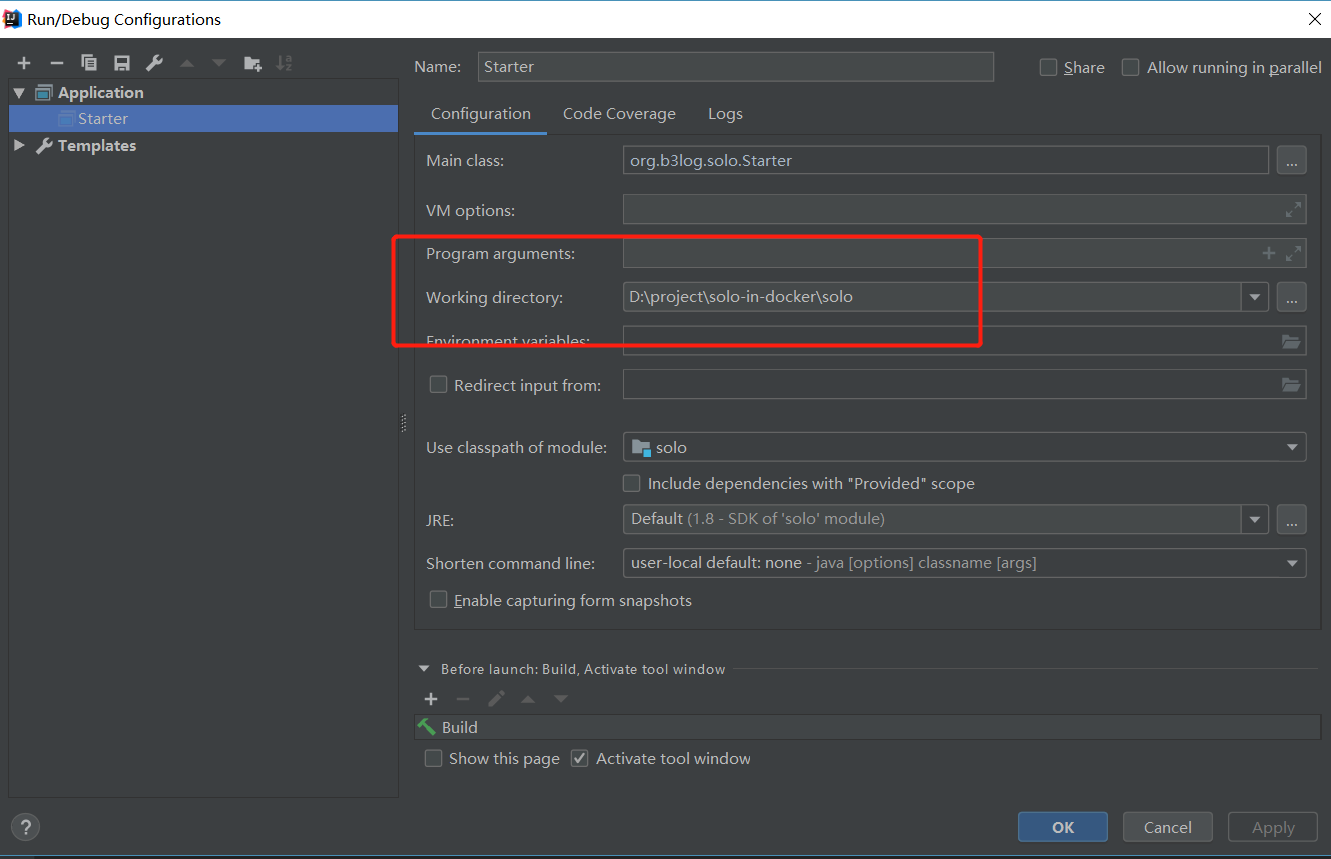 Run/Debug Configurations
Application
Starter
Templates
Name: Starter
Share Allow running in parallel
Configuration Code Coverage Logs
Main class: org.b3log.solo.Starter ...
VM options:
Program arguments:
Working directory: D:\project\solo-in-docker\solo ...
Environment variables:
Redirect input from:
Use classpath of module: solo
Include dependencies with "Provided" scope
JRE: Default (1.8 - SDK of 'solo' module) ...
Shorten command line: user-local default: none - java [options] classname [args]
Enable capturing form snapshots
Before launch: Build, Activate tool window
Build
Show this page Activate tool window
? OK Cancel Apply